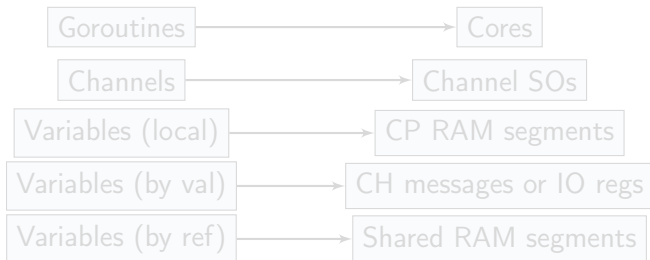 Goroutines Cores
Channels Channel SOs
Variables (local) CP RAM segments
Variables (by val) CH messages or IO regs
Variables (by ref) Shared RAM segments